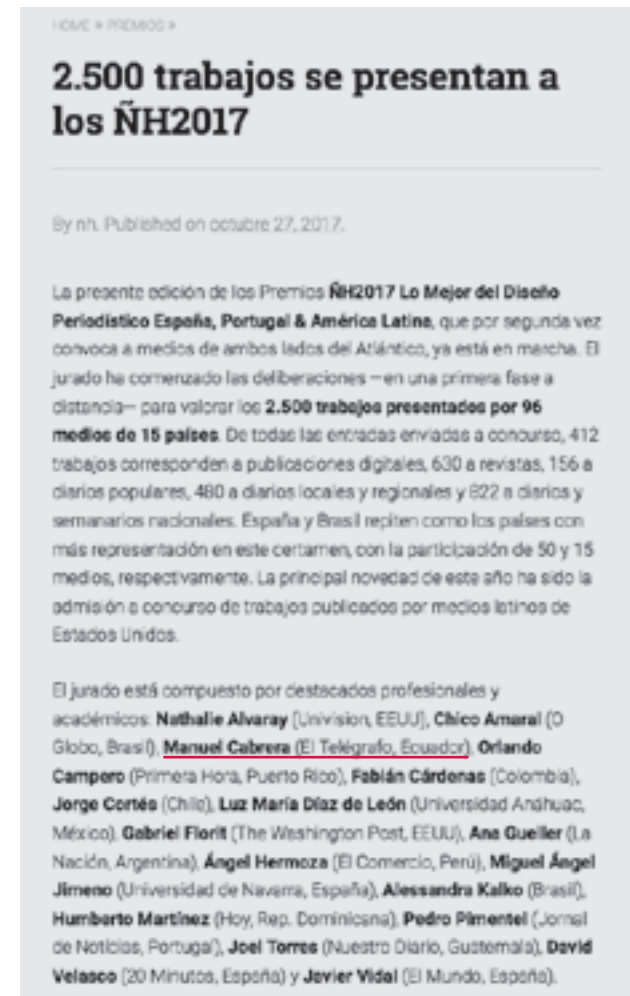 HOME » PREMIOS »
2.500 trabajos se presentan a
los ÑH2017
By nh. Published on octubre 27, 2017.
La presente edición de los Premios ÑH2017 Lo Mejor del Diseño
Periodístico España, Portugal & América Latina, que por segunda vez
convoca a medios de ambos lados del Atlántico, ya está en marcha. El
jurado ha comenzado las deliberaciones —en una primera fase a
distancia— para valorar los 2.500 trabajos presentados por 96
medios de 15 países. De todas las entradas enviadas a concurso, 412
trabajos corresponden a publicaciones digitales, 630 a revistas, 156 a
diarios populares, 480 a diarios locales y regionales y 822 a diarios y
semanarios nacionales. España y Brasil repiten como los países con
más representación en este certamen, con la participación de 50 y 15
medios, respectivamente. La principal novedad de este año ha sido la
admisión a concurso de trabajos publicados por medios latinos de
Estados Unidos.
El jurado está compuesto por destacados profesionales y
académicos: Nathalie Alvaray (Univision, EEUU), Chico Amaral (O
Globo, Brasil), Manuel Cabrera (El Telégrafo, Ecuador), Orlando
Campero (Primera Hora, Puerto Rico), Fabián Cárdenas (Colombia),
Jorge Cortés (Chile), Luz María Díaz de León (Universidad Anáhuac,
México), Gabriel Florit (The Washington Post, EEUU), Ana Gueller (La
Nación, Argentina), Ángel Hermoza (El Comercio, Perú), Miguel Ángel
Jimeno (Universidad de Navarra, España), Alessandra Kalko (Brasil),
Humberto Martínez (Hoy, Rep. Dominicana), Pedro Pimentel (Jornal
de Notícias, Portugal), Joel Torres (Nuestro Diario, Guatemala), David
Velasco (20 Minutos, España) y Javier Vidal (El Mundo, España).